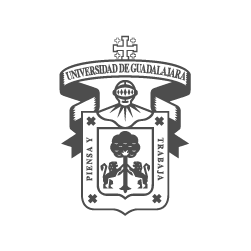 UNIVERSIDAD DE GUADALAJARA
PIENSA Y
TRABAJA